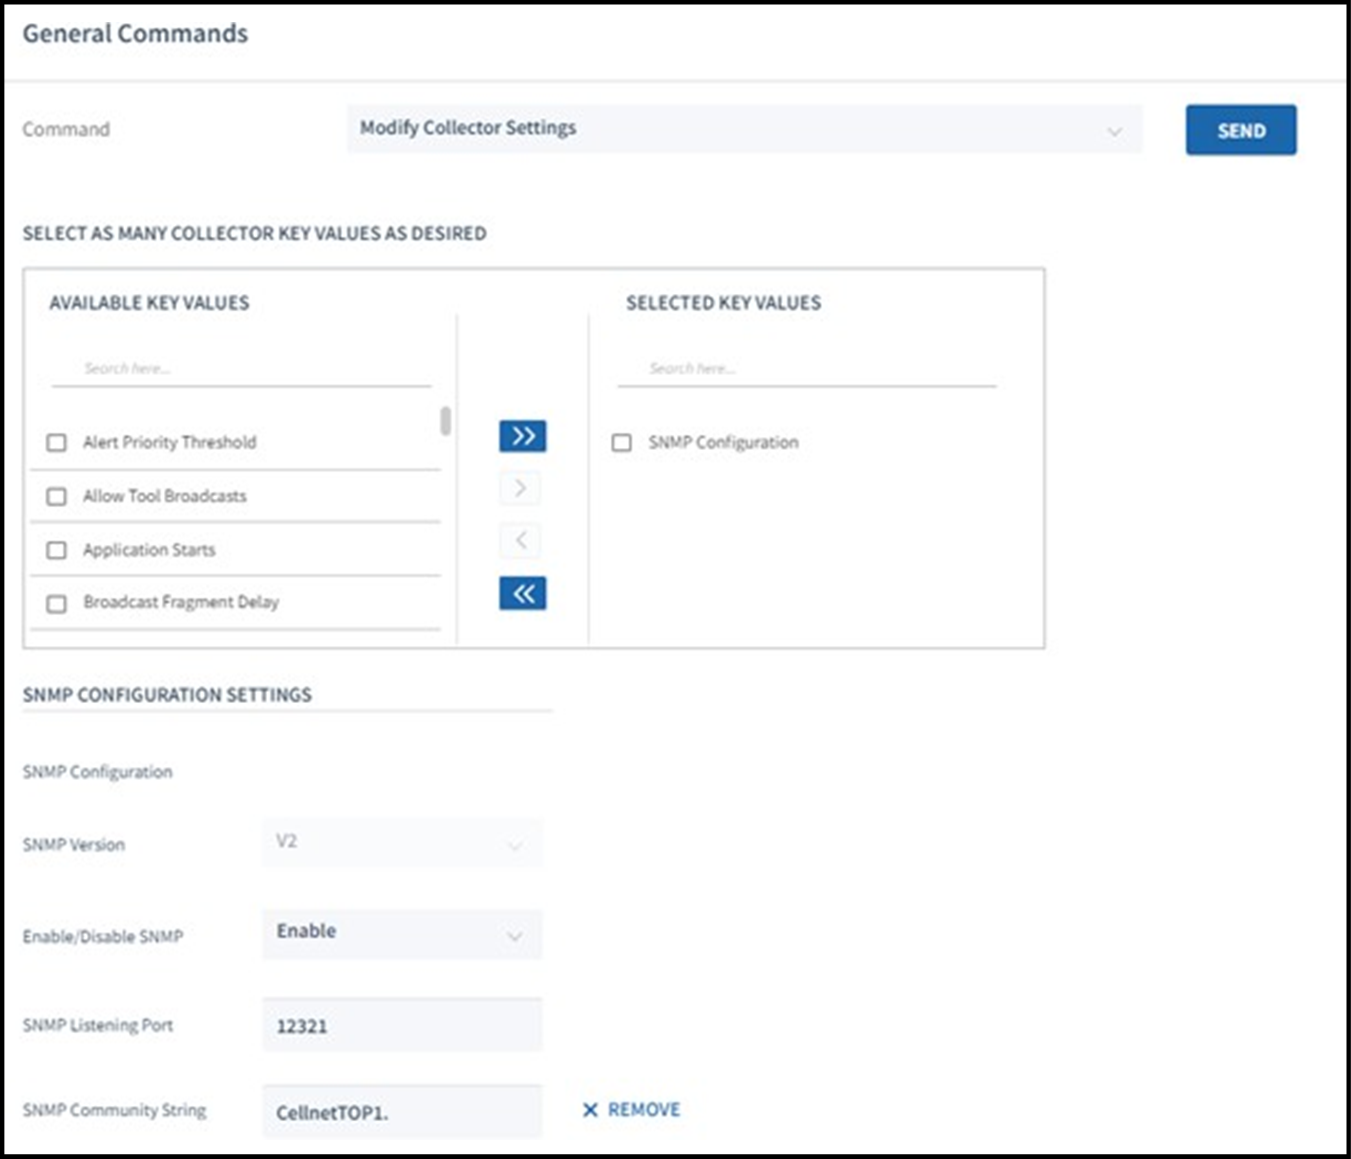 General Commands
Command
Modify Collector Settings
SEND
SELECT AS MANY COLLECTOR KEY VALUES AS DESIRED
AVAILABLE KEY VALUES
SELECTED KEY VALUES
Search here...
Search here...
Alert Priority Threshold
SNMP Configuration
Allow Tool Broadcasts
Application Starts
Broadcast Fragment Delay
SNMP CONFIGURATION SETTINGS
SNMP Configuration
SNMP Version
V2
Enable/Disable SNMP
Enable
SNMP Listening Port
12321
SNMP Community String
CellnetTOP1.
REMOVE